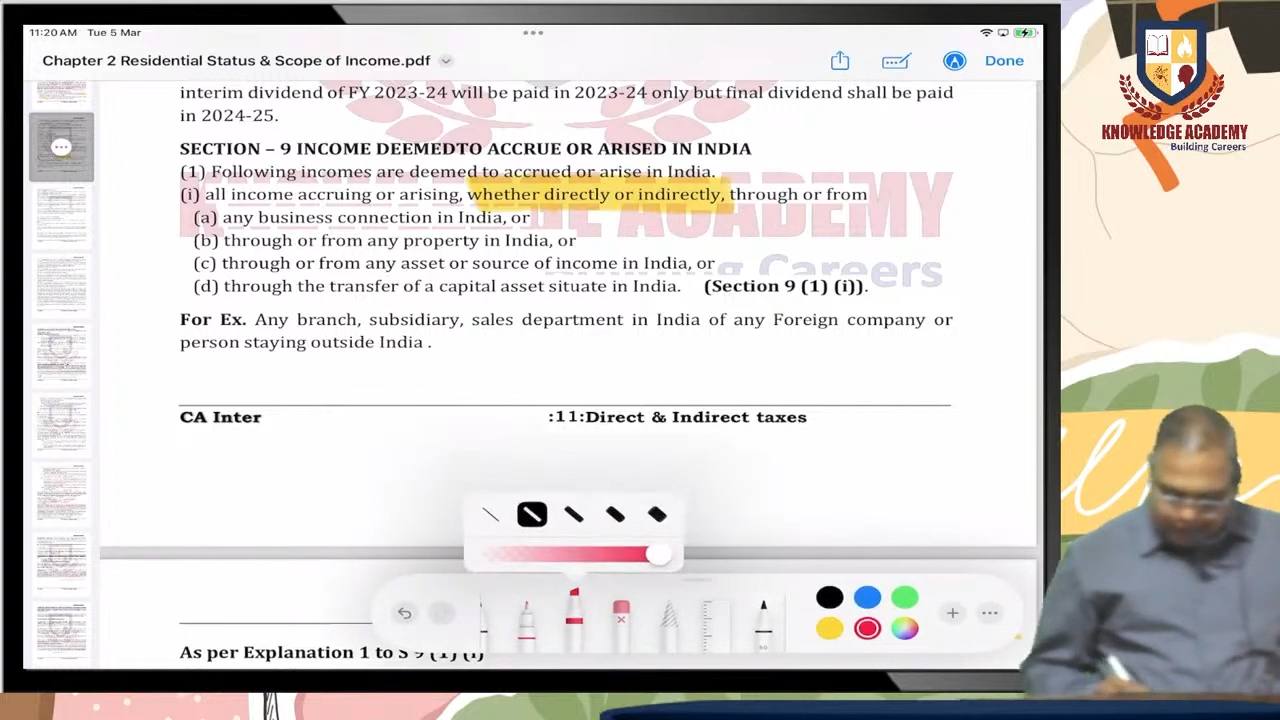 11:20 AM Tue 5 Mar
Chapter 2 Residential Status & Scope of Income.pdf
Done
interim dividend of FY 2023-24 will be paid in 2023-24 only but final dividend shall be paid
in 2024-25.
SECTION – 9 INCOME DEEMEDTO ACCRUE OR ARISED IN INDIA
(1) Following incomes are deemed to accrued or arise in India.
(i) all income accruing or arising, whether directly or indirectly, through or from
(a) any business connection in India, or
(b) through or from any property in India, or
(c) through or from any asset or source of income in India, or
(d) through the transfer of a capital asset situate in India. (Section 9 (1) (i)).
For Ex. Any branch, subsidiary, sales department in India of any Foreign company or
person staying outside India
CA Inter :11:Direct & Indirect taxes
As Explanation 1 to
KNOWLEDGE ACADEMY
Building Careers